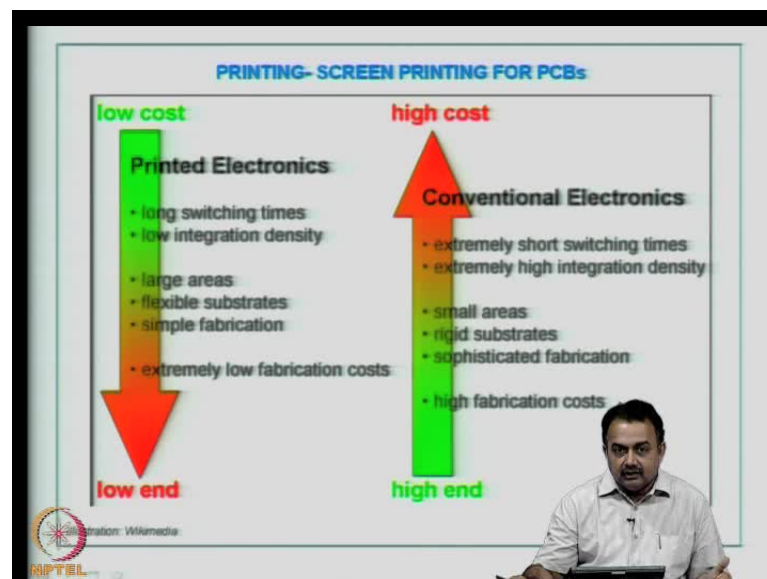 PRINTING- SCREEN PRINTING FOR PCBs
low cost
Printed Electronics
• long switching times
• low integration density
• large areas
• flexible substrates
• simple fabrication
• extremely low fabrication costs
low end
high cost
Conventional Electronics
• extremely short switching times
• extremely high integration density
• small areas
• rigid substrates
• sophisticated fabrication
• high fabrication costs
high end
Illustration: Wikimedia
NPTEL